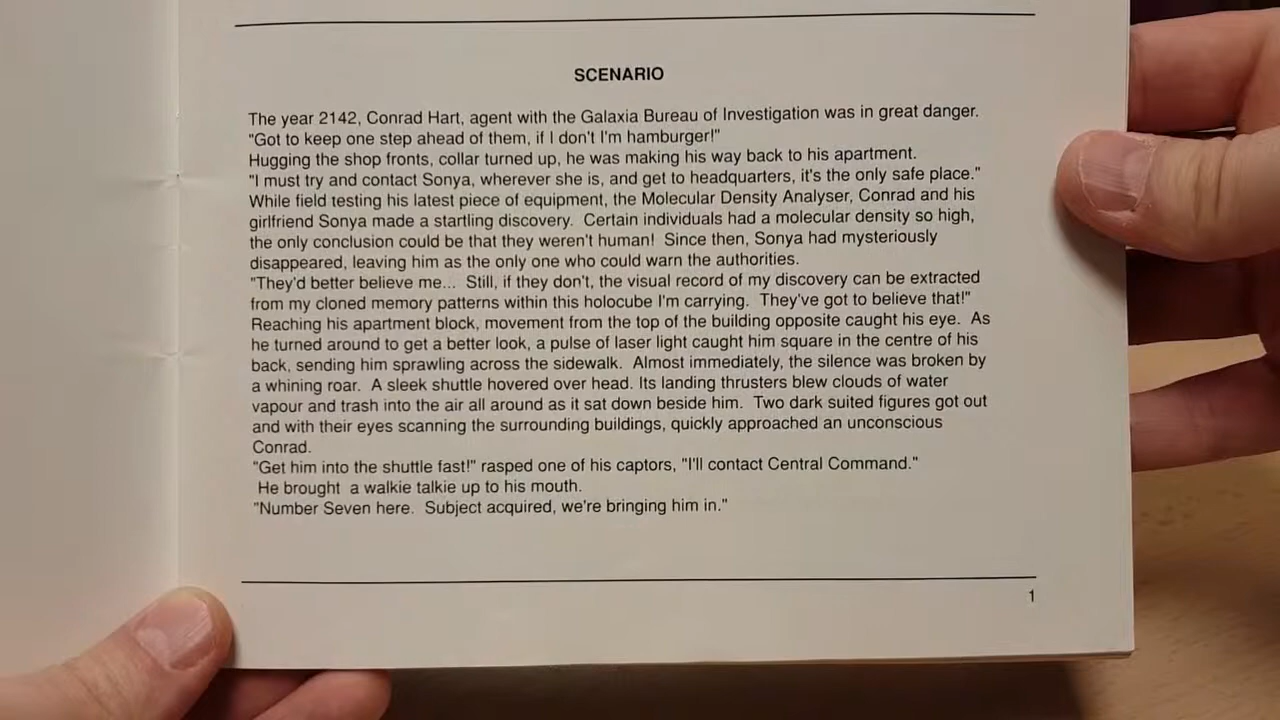 SCENARIO
The year 2142, Conrad Hart, agent with the Galaxia Bureau of Investigation was in great danger.
"Got to keep one step ahead of them, if I don't I'm hamburger!"
Hugging the shop fronts, collar turned up, he was making his way back to his apartment.
"I must try and contact Sonya, wherever she is, and get to headquarters, it's the only safe place."
While field testing his latest piece of equipment, the Molecular Density Analyser, Conrad and his
girlfriend Sonya made a startling discovery.  Certain individuals had a molecular density so high,
the only conclusion could be that they weren't human!  Since then, Sonya had mysteriously
disappeared, leaving him as the only one who could warn the authorities.
"They'd better believe me...  Still, if they don't, the visual record of my discovery can be extracted
from my cloned memory patterns within this holocube I'm carrying.  They've got to believe that!"
Reaching his apartment block, movement from the top of the building opposite caught his eye.  As
he turned around to get a better look, a pulse of laser light caught him square in the centre of his
back, sending him sprawling across the sidewalk.  Almost immediately, the silence was broken by
a whining roar.  A sleek shuttle hovered over head. Its landing thrusters blew clouds of water
vapour and trash into the air all around as it sat down beside him.  Two dark suited figures got out
and with their eyes scanning the surrounding buildings, quickly approached an unconscious
Conrad.
"Get him into the shuttle fast!" rasped one of his captors, "I'll contact Central Command."
He brought  a walkie talkie up to his mouth.
"Number Seven here.  Subject acquired, we're bringing him in."
1